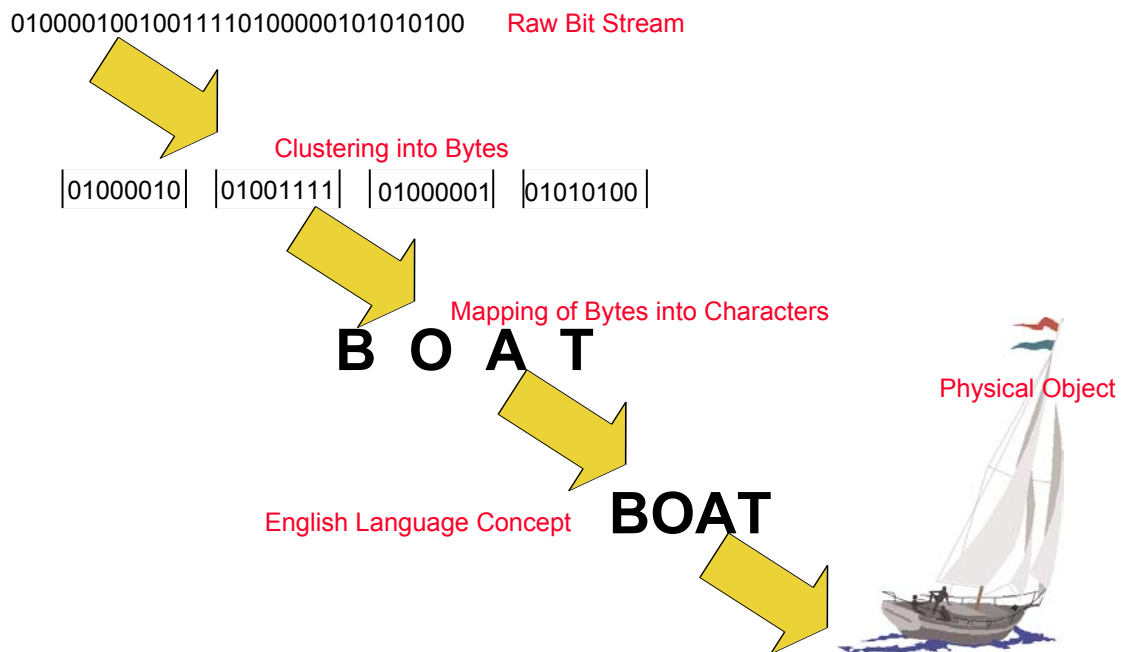 01000010010011110100000101010100 Raw Bit Stream
Clustering into Bytes
01000010 01001111 01000001 01010100
Mapping of Bytes into Characters
B O A T
Physical Object
English Language Concept BOAT